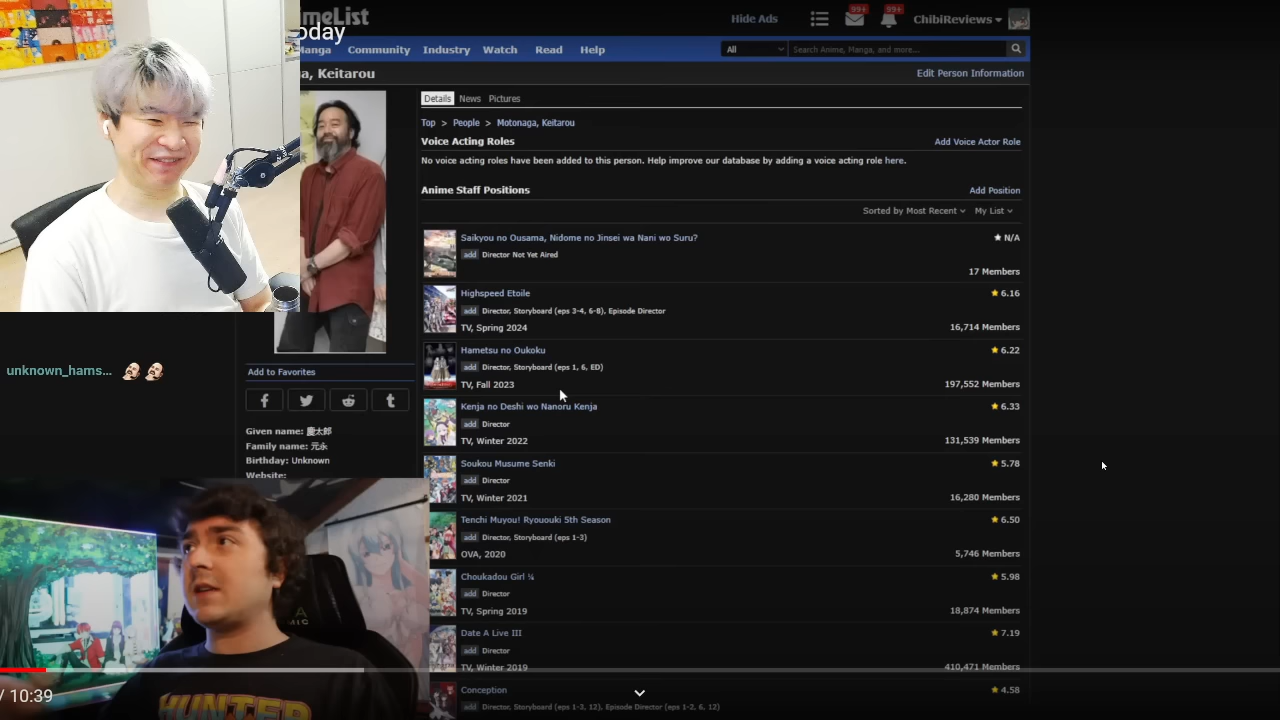 imeList
oday
Hide Ads
99+
99+
ChibiReviews
Manga Community Industry Watch Read Help
All
Search Anime, Manga, and more...
a, Keitarou
Edit Person Information
Details News Pictures
Top > People > Motonaga, Keitarou
Voice Acting Roles
Add Voice Actor Role
No voice acting roles have been added to this person. Help improve our database by adding a voice acting role here.
Anime Staff Positions
Add Position
Sorted by Most Recent
My List
Saikyou no Ousama, Nidome no Jinsei wa Nani wo Suru?
N/A
add Director Not Yet Aired
17 Members
Highspeed Etoile
6.16
add Director, Storyboard (eps 3-4, 6-8), Episode Director
TV, Spring 2024
16,714 Members
Hametsu no Oukoku
6.22
add Director, Storyboard (eps 1, 6, ED)
TV, Fall 2023
197,552 Members
Kenja no Deshi wo Nanoru Kenja
6.33
add Director
TV, Winter 2022
131,539 Members
Soukou Musume Senki
5.78
add Director
TV, Winter 2021
16,280 Members
Tenchi Muyou! Ryououki 5th Season
6.50
add Director, Storyboard (eps 1-3)
OVA, 2020
5,746 Members
Choukadou Girl ¼
5.98
add Director
TV, Spring 2019
18,874 Members
Date A Live III
7.19
add Director
TV, Winter 2019
410,471 Members
Conception
4.58
add Director, Storyboard (eps 1-3, 12), Episode Director (eps 1-2, 6, 12)
unknown_hams...
Add to Favorites
Given name: 慶太郎
Family name: 元永
Birthday: Unknown
Website:
HUNTER
/ 10:39